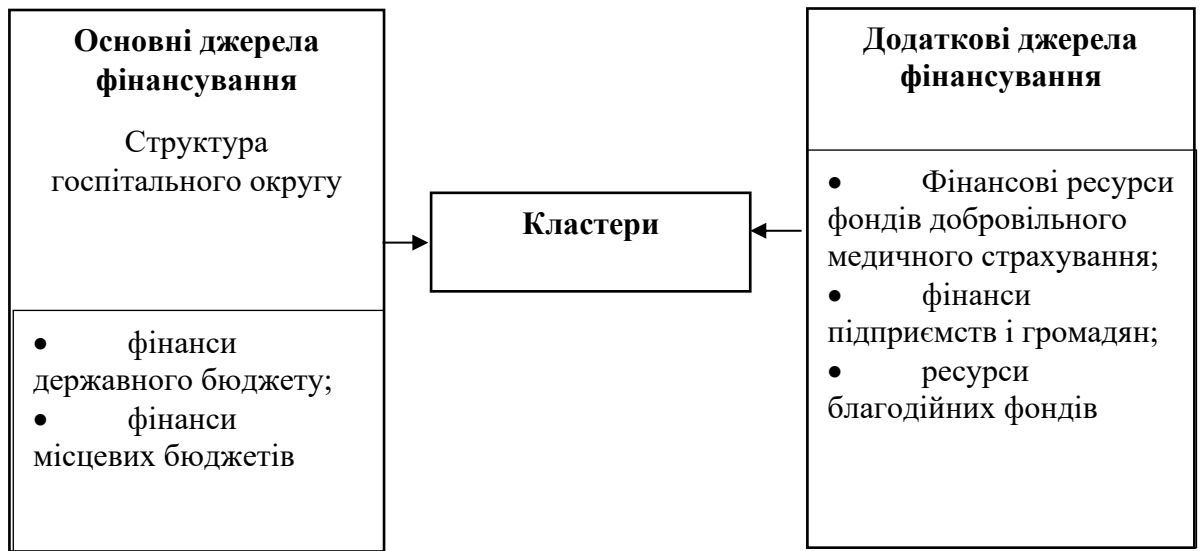 Основні джерела
фінансування
Структура
госпітального округу
• фінанси
державного бюджету;
• фінанси
місцевих бюджетів
Кластери
Додаткові джерела
фінансування
• Фінансові ресурси
фондів добровільного
медичного страхування;
• фінанси
підприємств і громадян;
• ресурси
благодійних фондів